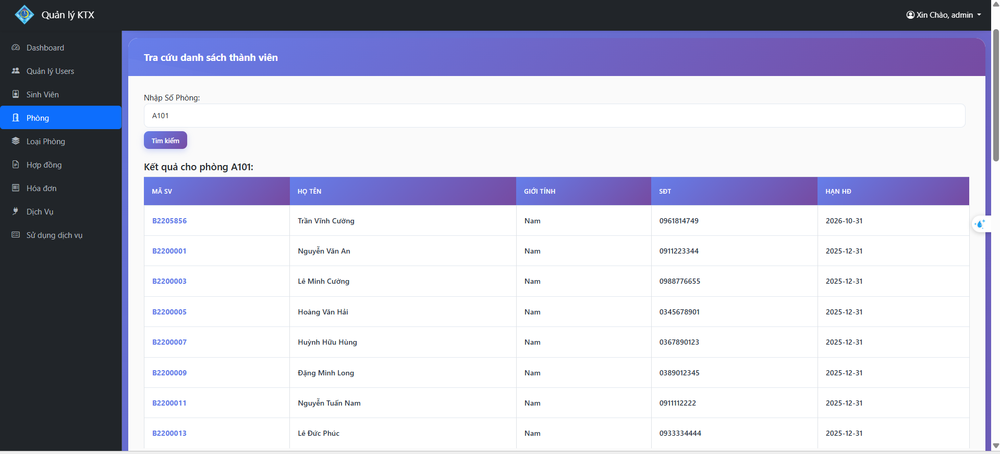 Quản lý KTX
Xin Chào, admin
Dashboard
Quản lý Users
Sinh Viên
Phòng
Loại Phòng
Hợp đồng
Hóa đơn
Dịch Vụ
Sử dụng dịch vụ
Tra cứu danh sách thành viên
Nhập Số Phòng:
A101
Tìm kiếm
Kết quả cho phòng A101:
MÃ SV HỌ TÊN GIỚI TÍNH SĐT HẠN HĐ
B2205856 Trần Vĩnh Cường Nam 0961814749 2026-10-31
B2200001 Nguyễn Văn An Nam 0911223344 2025-12-31
B2200003 Lê Minh Cường Nam 0988776655 2025-12-31
B2200005 Hoàng Văn Hải Nam 0345678901 2025-12-31
B2200007 Huỳnh Hữu Hùng Nam 0367890123 2025-12-31
B2200009 Đặng Minh Long Nam 0389012345 2025-12-31
B2200011 Nguyễn Tuấn Nam Nam 0911112222 2025-12-31
B2200013 Lê Đức Phúc Nam 0933334444 2025-12-31